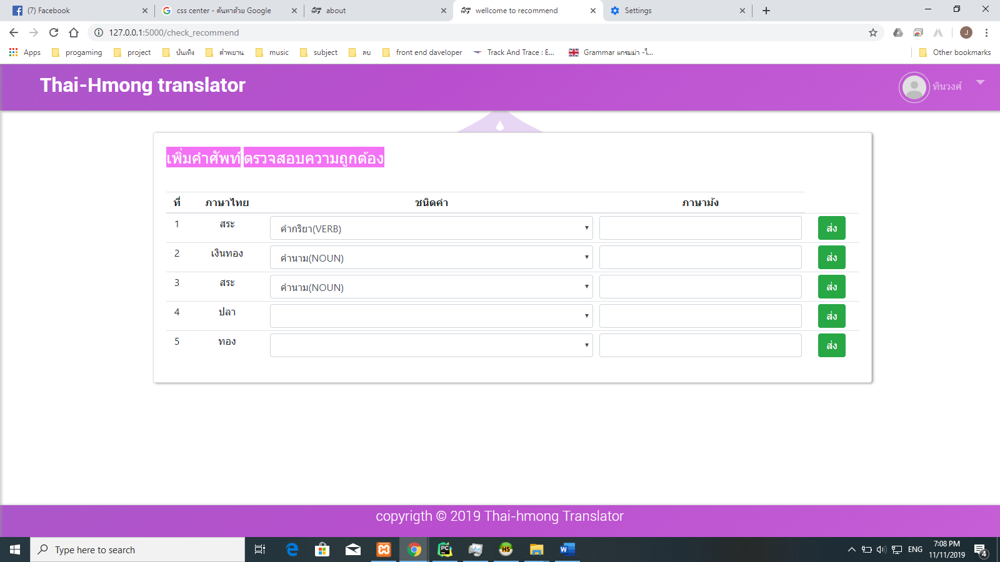 (7) Facebook
css center - ค้นหาด้วย Google
about
wellcome to recommend
Settings
127.0.0.1:5000/check_recommend
J
Apps
progaming
project
บันเทิง
คำพยาน
music
subject
ลบ
front end daveloper
Track And Trace : E...
Grammar แกรมม่า -ไ...
Other bookmarks
Thai-Hmong translator
ทินวงศ์
เพิ่มคำศัพท์ ตรวจสอบความถูกต้อง
ที่ ภาษาไทย ชนิดคำ ภาษาม้ง
1 สระ คำกริยา(VERB) ส่ง
2 เงินทอง คำนาม(NOUN) ส่ง
3 สระ คำนาม(NOUN) ส่ง
4 ปลา ส่ง
5 ทอง ส่ง
copyrigth © 2019 Thai-hmong Translator
Type here to search
ENG
7:08 PM
11/11/2019
4